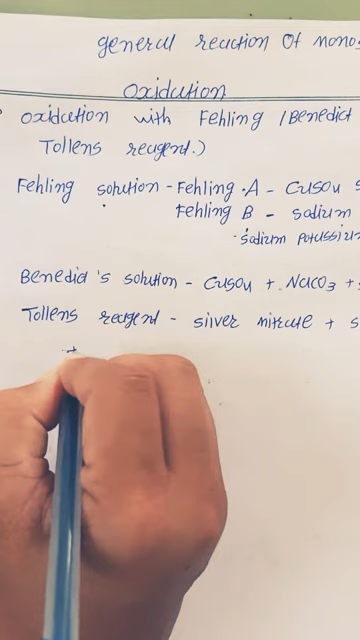 general reaction of mono
oxidation
oxidation with Fehling / Benedict
Tollens reagent.)
Fehling solution - Fehling A - CuSO4 S
Fehling B - sodium
- sodium potassium
Benedict's solution - CuSO4 + NaCO3 +
Tollens reagent - silver nitrate + S
+